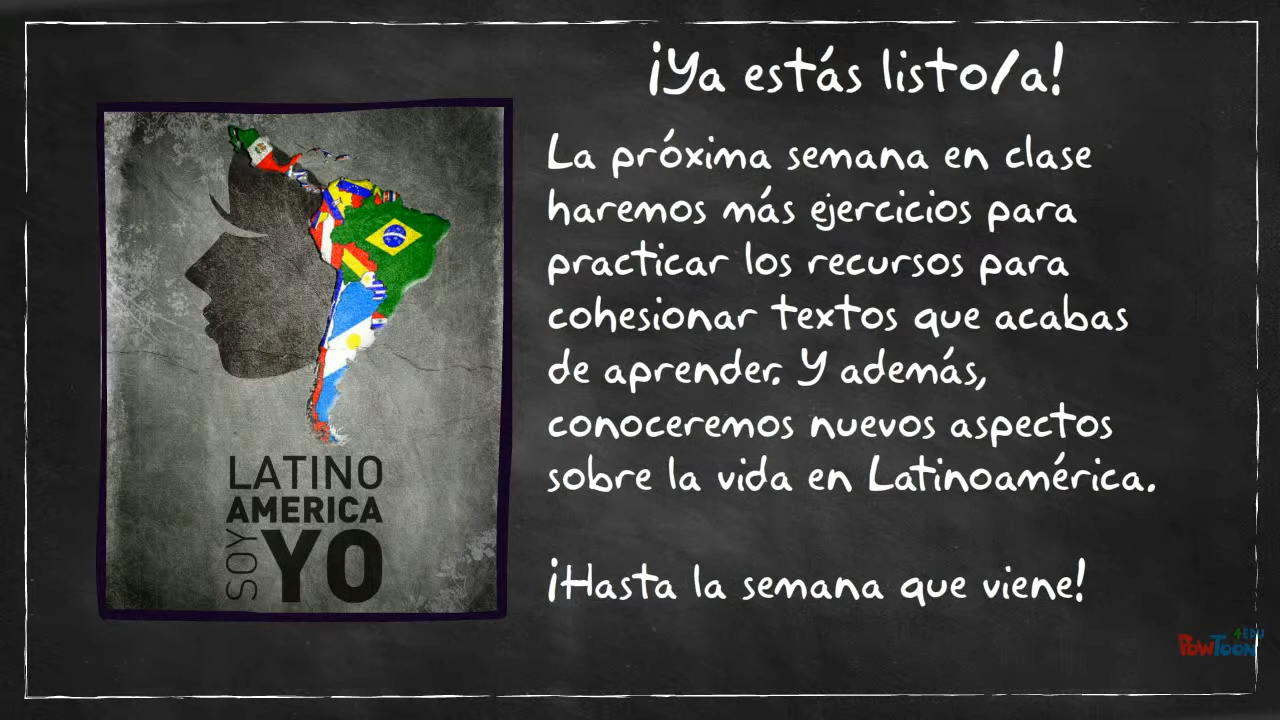 ¡Ya estás listo/a!
La próxima semana en clase
haremos más ejercicios para
practicar los recursos para
cohesionar textos que acabas
de aprender. Y además,
conoceremos nuevos aspectos
sobre la vida en Latinoamérica.
¡Hasta la semana que viene!
LATINO
AMERICA
SOY YO
4EDU
POWTOON